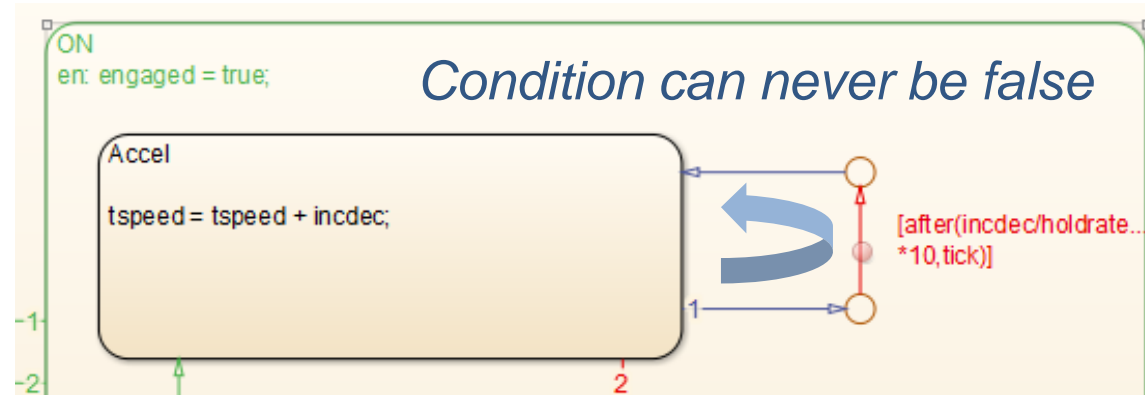 ON
en: engaged = true;
Condition can never be false
Accel
tspeed = tspeed + incdec;
[after(incdec/holdrate...
*10,tick)]
1
1
2
2